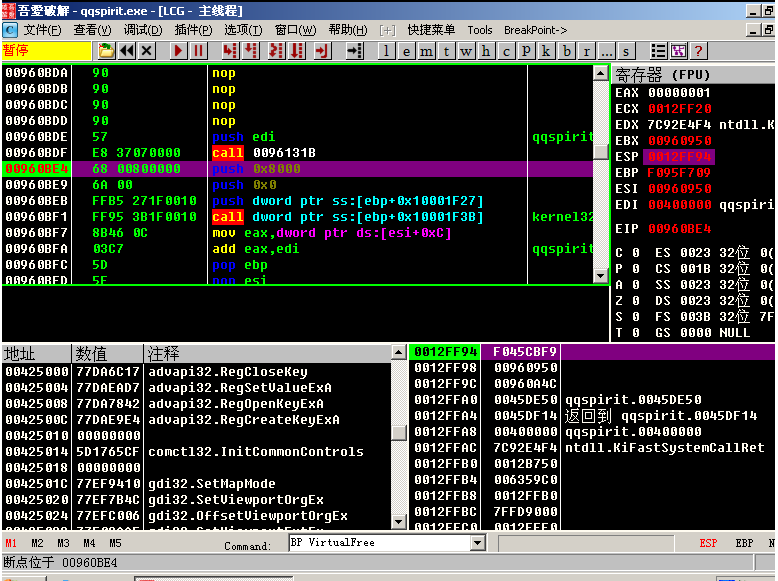 吾爱破解 - qqspirit.exe - [LCG - 主线程]
文件(F) 查看(V) 调试(D) 插件(P) 选项(T) 窗口(W) 帮助(H) [+] 快捷菜单 Tools BreakPoint->
暂停 l e m t w h c p k b r ... s ?
00960BDA 90 nop
00960BDB 90 nop
00960BDC 90 nop
00960BDD 90 nop
00960BDE 57 push edi qqspirit
00960BDF E8 37070000 call 0096131B
00960BE4 68 00800000 push 0x8000
00960BE9 6A 00 push 0x0
00960BEB FFB5 271F0010 push dword ptr ss:[ebp+0x10001F27]
00960BF1 FF95 3B1F0010 call dword ptr ss:[ebp+0x10001F3B] kernel32
00960BF7 8B46 0C mov eax,dword ptr ds:[esi+0xC]
00960BFA 03C7 add eax,edi qqspirit
00960BFC 5D pop ebp
00960BFD 5E pop esi
寄存器 (FPU)
EAX 00000001
ECX 0012FF20
EDX 7C92E4F4 ntdll.Ki
EBX 00960950
ESP 0012FF94
EBP F095F709
ESI 00960950
EDI 00400000 qqspiri
EIP 00960BE4
C 0 ES 0023 32位 0(
P 0 CS 001B 32位 0(
A 0 SS 0023 32位 0(
Z 0 DS 0023 32位 0(
S 0 FS 003B 32位 7F
T 0 GS 0000 NULL
地址 数值 注释
00425000 77DA6C17 advapi32.RegCloseKey
00425004 77DAEAD7 advapi32.RegSetValueExA
00425008 77DA7842 advapi32.RegOpenKeyExA
0042500C 77DAE9E4 advapi32.RegCreateKeyExA
00425010 00000000
00425014 5D1765CF comctl32.InitCommonControls
00425018 00000000
0042501C 77EF9410 gdi32.SetMapMode
00425020 77EF7B4C gdi32.SetViewportOrgEx
00425024 77EFC006 gdi32.OffsetViewportOrgEx
0012FF94 F045CBF9
0012FF98 00960950
0012FF9C 00960A4C
0012FFA0 0045DE50 qqspirit.0045DE50
0012FFA4 0045DF14 返回到 qqspirit.0045DF14
0012FFA8 00400000 qqspirit.00400000
0012FFAC 7C92E4F4 ntdll.KiFastSystemCallRet
0012FFB0 0012B750
0012FFB4 006359C0
0012FFB8 0012FFB0
0012FFBC 7FFD9000
0012FFC0 0012FFE0
M1 M2 M3 M4 M5 Command: BP VirtualFree ESP EBP N
断点位于 00960BE4